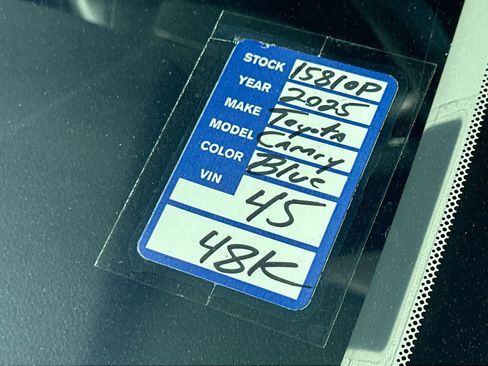 STOCK 15810P
YEAR 2025
MAKE Toyota
MODEL Camry
COLOR Blue
VIN
45
48K